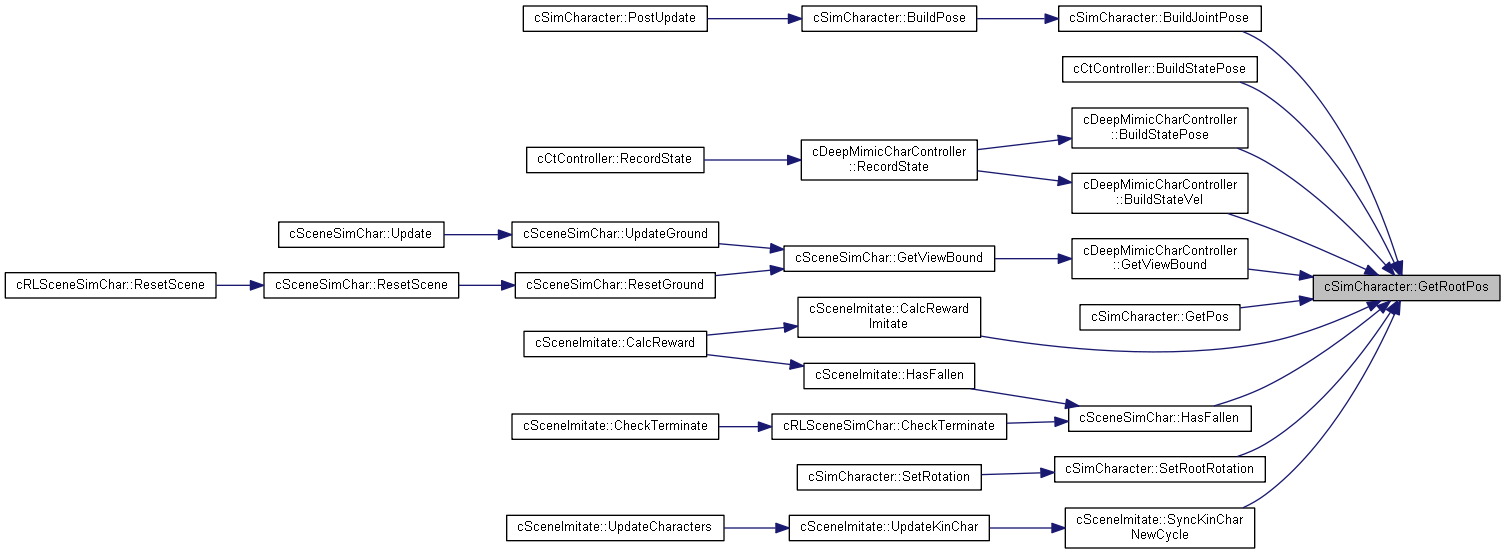 cSimCharacter::PostUpdate
cSimCharacter::BuildPose
cSimCharacter::BuildJointPose
cCtController::BuildStatePose
cDeepMimicCharController
::BuildStatePose
cCtController::RecordState
cDeepMimicCharController
::RecordState
cDeepMimicCharController
::BuildStateVel
cSceneSimChar::Update
cSceneSimChar::UpdateGround
cSceneSimChar::GetViewBound
cDeepMimicCharController
::GetViewBound
cRLSceneSimChar::ResetScene
cSceneSimChar::ResetScene
cSceneSimChar::ResetGround
cSimCharacter::GetRootPos
cSimCharacter::GetPos
cSceneImitate::CalcReward
Imitate
cSceneImitate::CalcReward
cSceneImitate::HasFallen
cSceneSimChar::HasFallen
cSceneImitate::CheckTerminate
cRLSceneSimChar::CheckTerminate
cSimCharacter::SetRotation
cSimCharacter::SetRootRotation
cSceneImitate::UpdateCharacters
cSceneImitate::UpdateKinChar
cSceneImitate::SyncKinChar
NewCycle